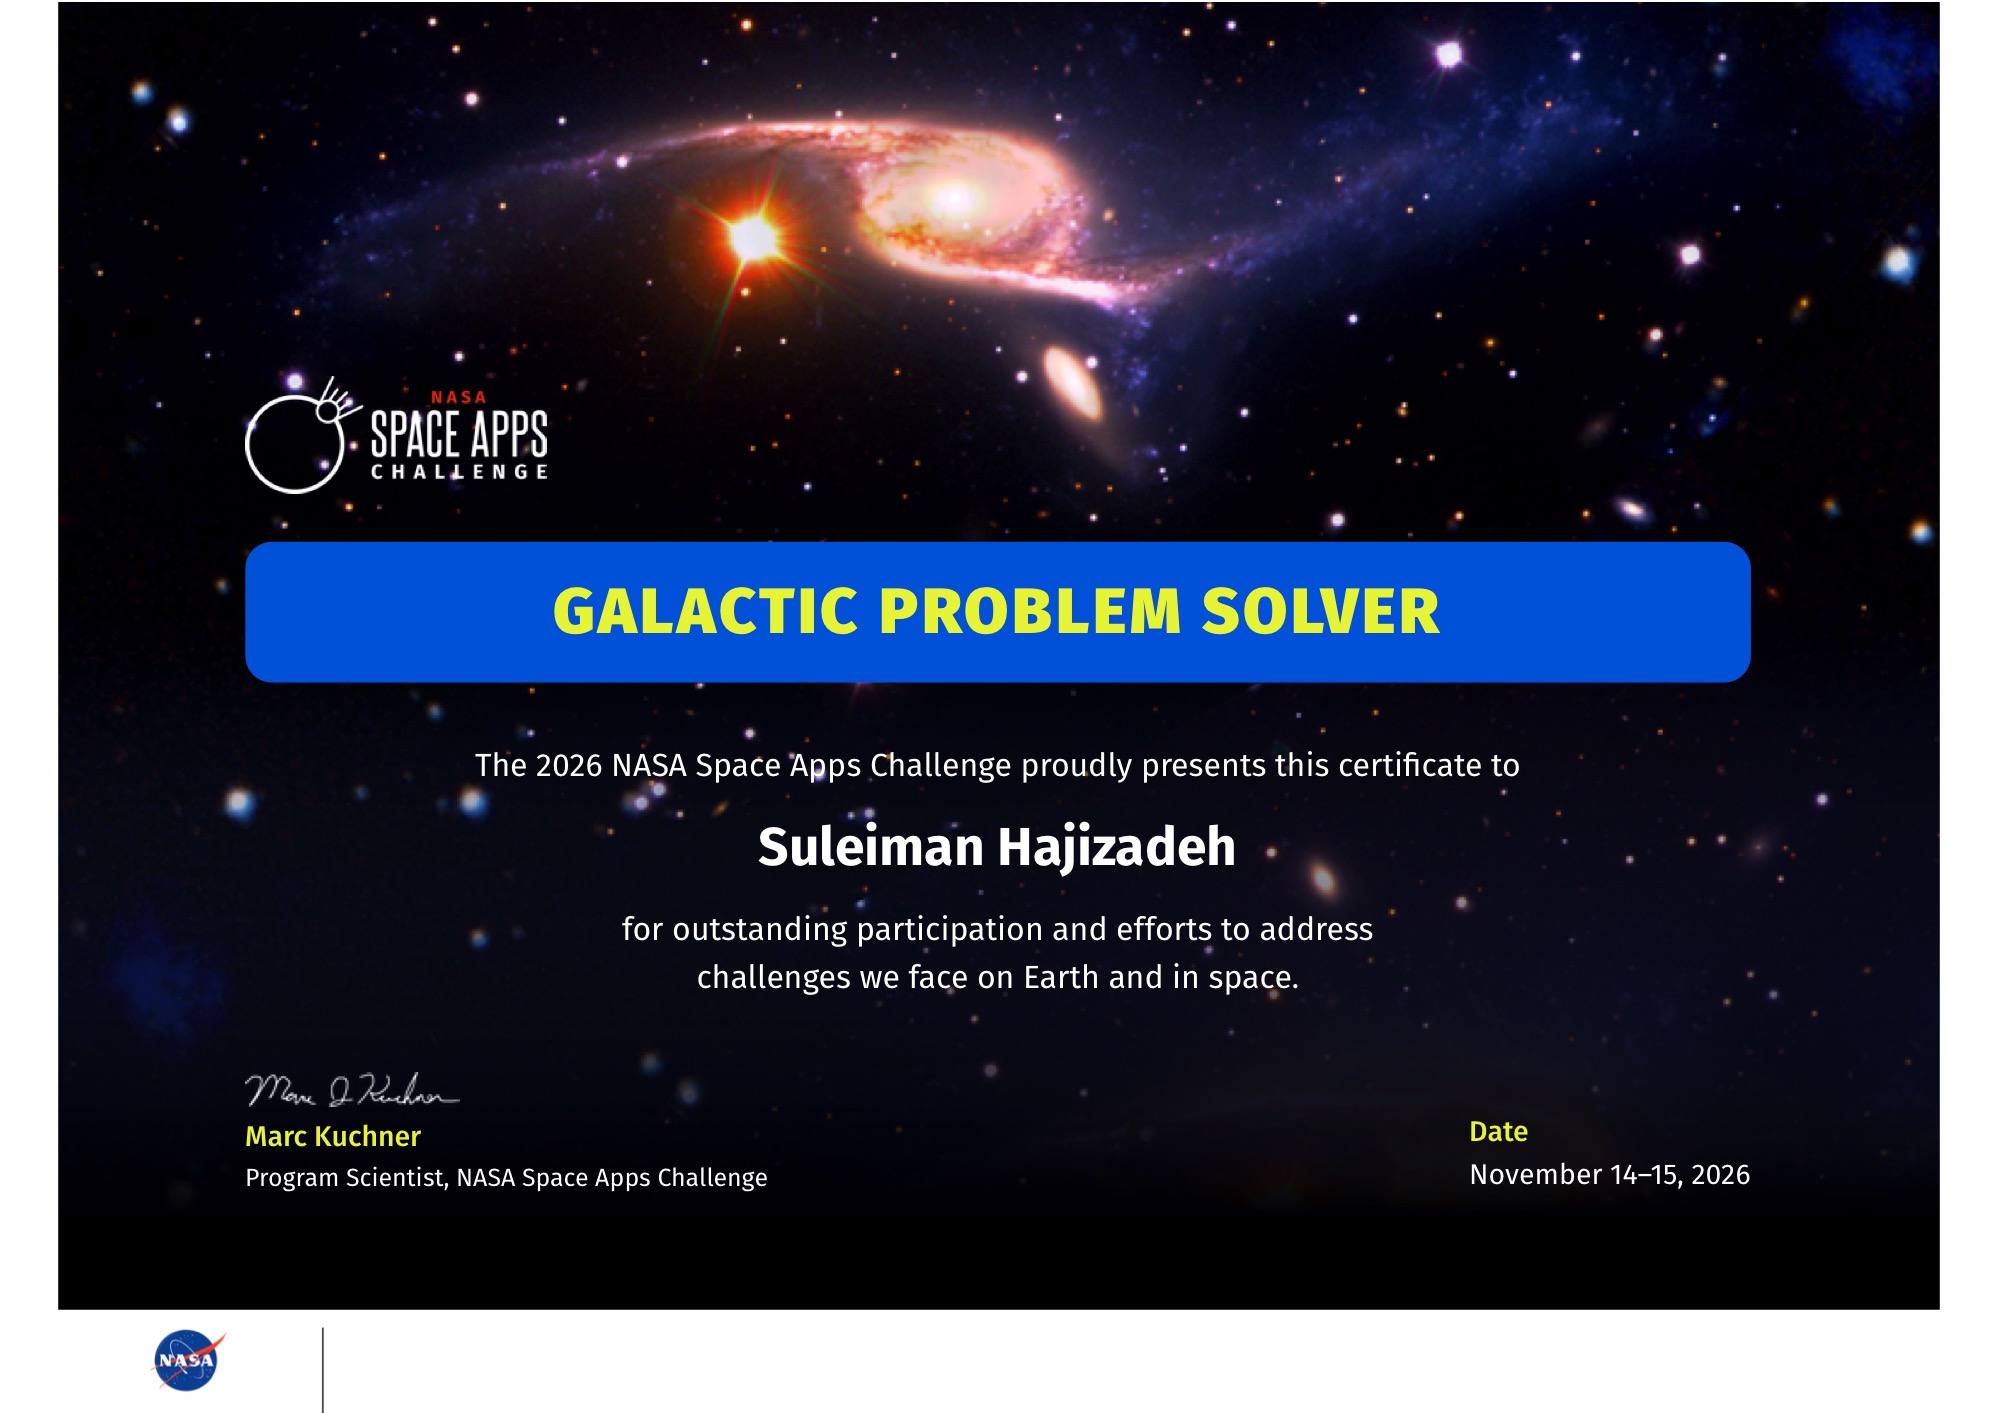 NASA
SPACE APPS
CHALLENGE
GALACTIC PROBLEM SOLVER
The 2026 NASA Space Apps Challenge proudly presents this certificate to
Suleiman Hajizadeh
for outstanding participation and efforts to address
challenges we face on Earth and in space.
Marc J Kuchner
Marc Kuchner
Program Scientist, NASA Space Apps Challenge
Date
November 14–15, 2026
NASA